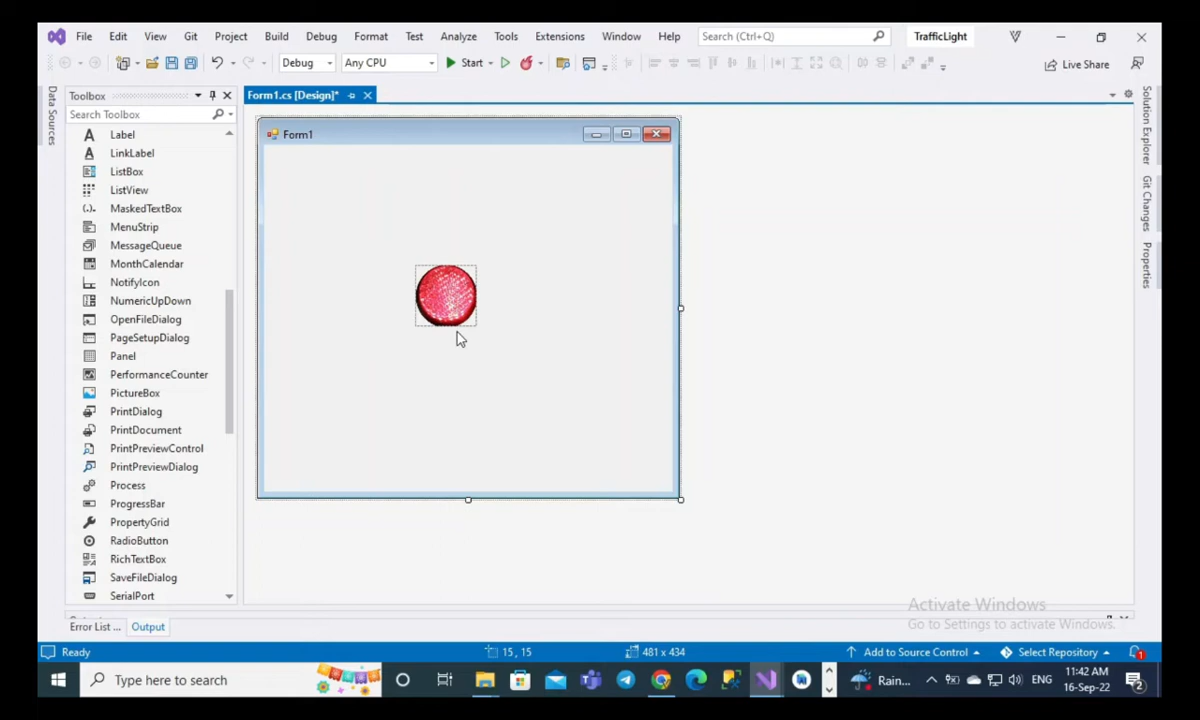 File Edit View Git Project Build Debug Format Test Analyze Tools Extensions Window Help Search (Ctrl+Q) TrafficLight
Debug Any CPU Start Live Share
Data Sources
Toolbox
Search Toolbox
Label
LinkLabel
ListBox
ListView
MaskedTextBox
MenuStrip
MessageQueue
MonthCalendar
NotifyIcon
NumericUpDown
OpenFileDialog
PageSetupDialog
Panel
PerformanceCounter
PictureBox
PrintDialog
PrintDocument
PrintPreviewControl
PrintPreviewDialog
Process
ProgressBar
PropertyGrid
RadioButton
RichTextBox
SaveFileDialog
SerialPort
Form1.cs [Design]*
Form1
Solution Explorer
Git Changes
Properties
Activate Windows
Go to Settings to activate Windows.
Error List ... Output
Ready 15 , 15 481 x 434 Add to Source Control Select Repository 1
Type here to search Rain... ENG 11:42 AM
16-Sep-22 2